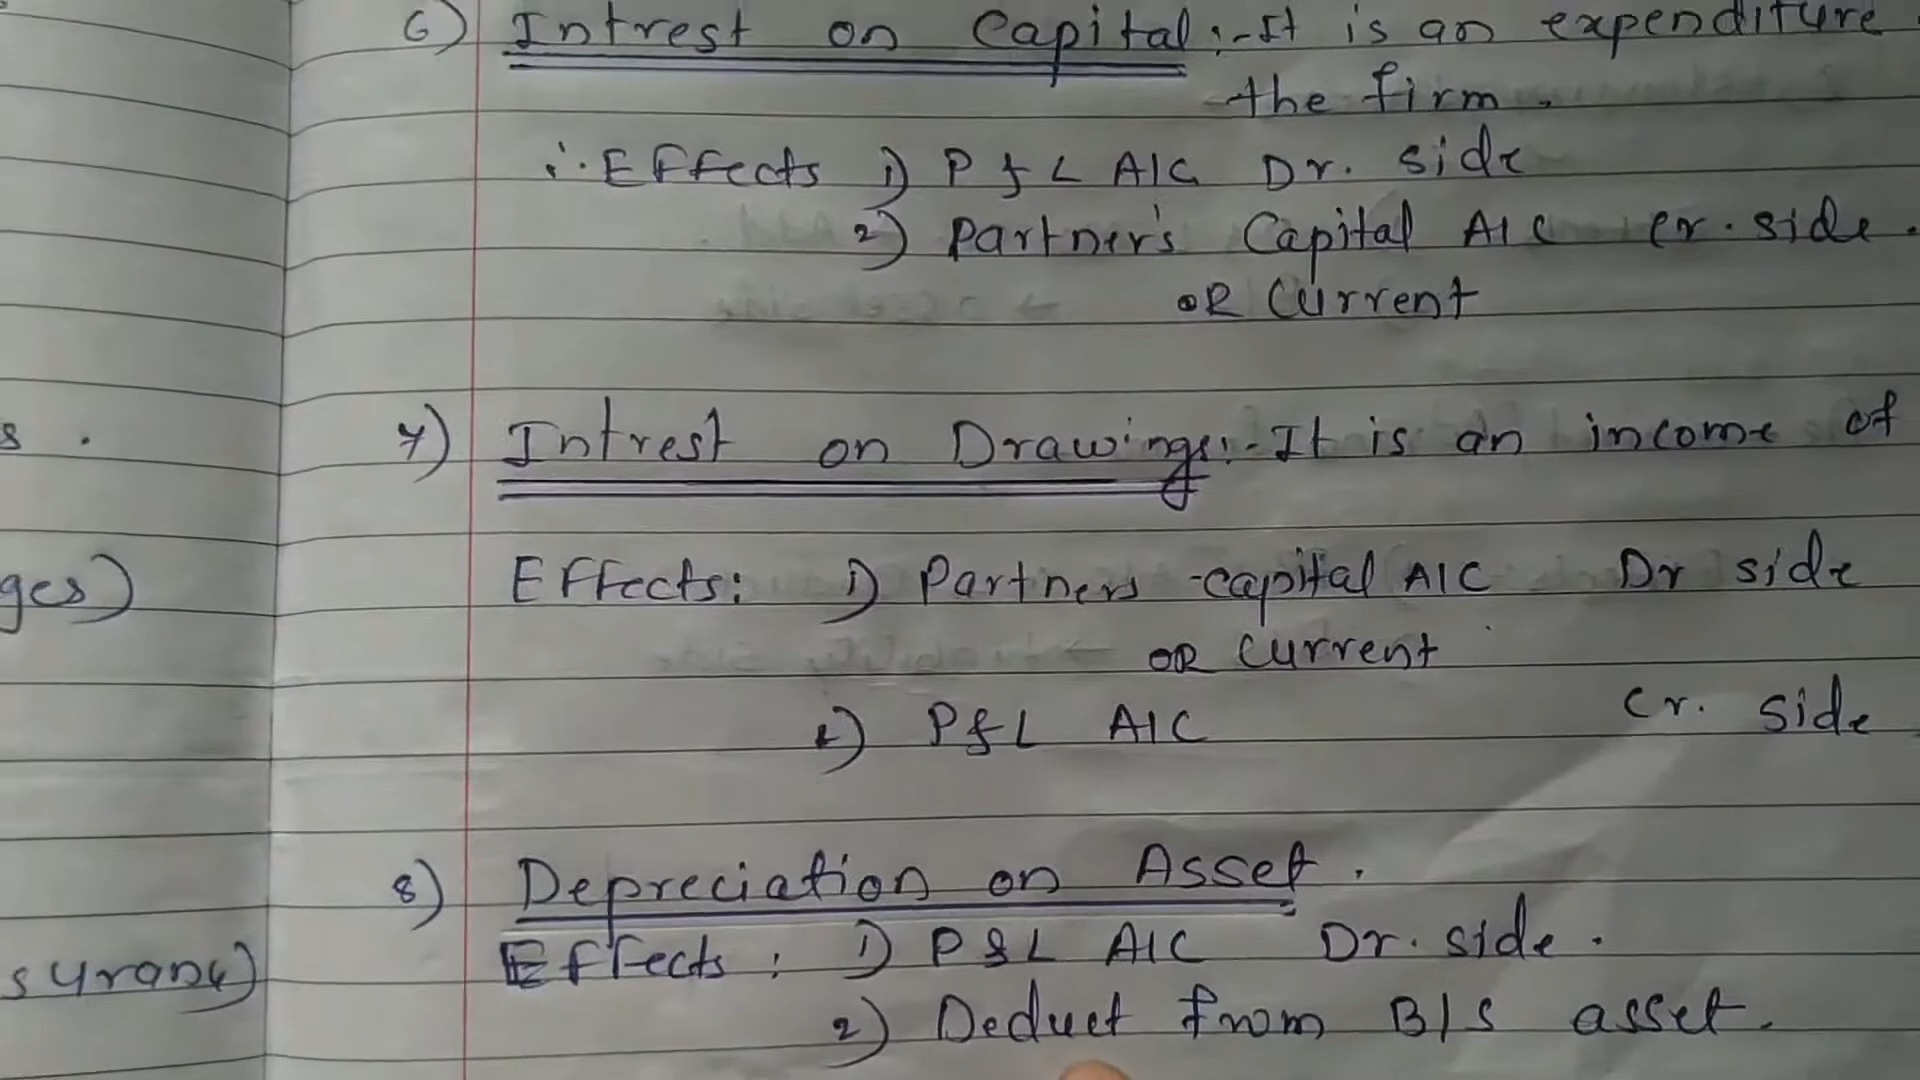 6) Intrest on Capital :- It is an expenditure
the firm.
∴ Effects 1) P & L A/C Dr. side
2) Partner's Capital A/C Cr. side.
OR Current
s.
7) Intrest on Drawings:- It is an income of
ges)
Effects: 1) Partners capital A/C Dr side
OR Current
2) P&L A/C Cr. side
8) Depreciation on Asset.
Effects: 1) P&L A/C Dr. side.
2) Deduct from B/S asset.